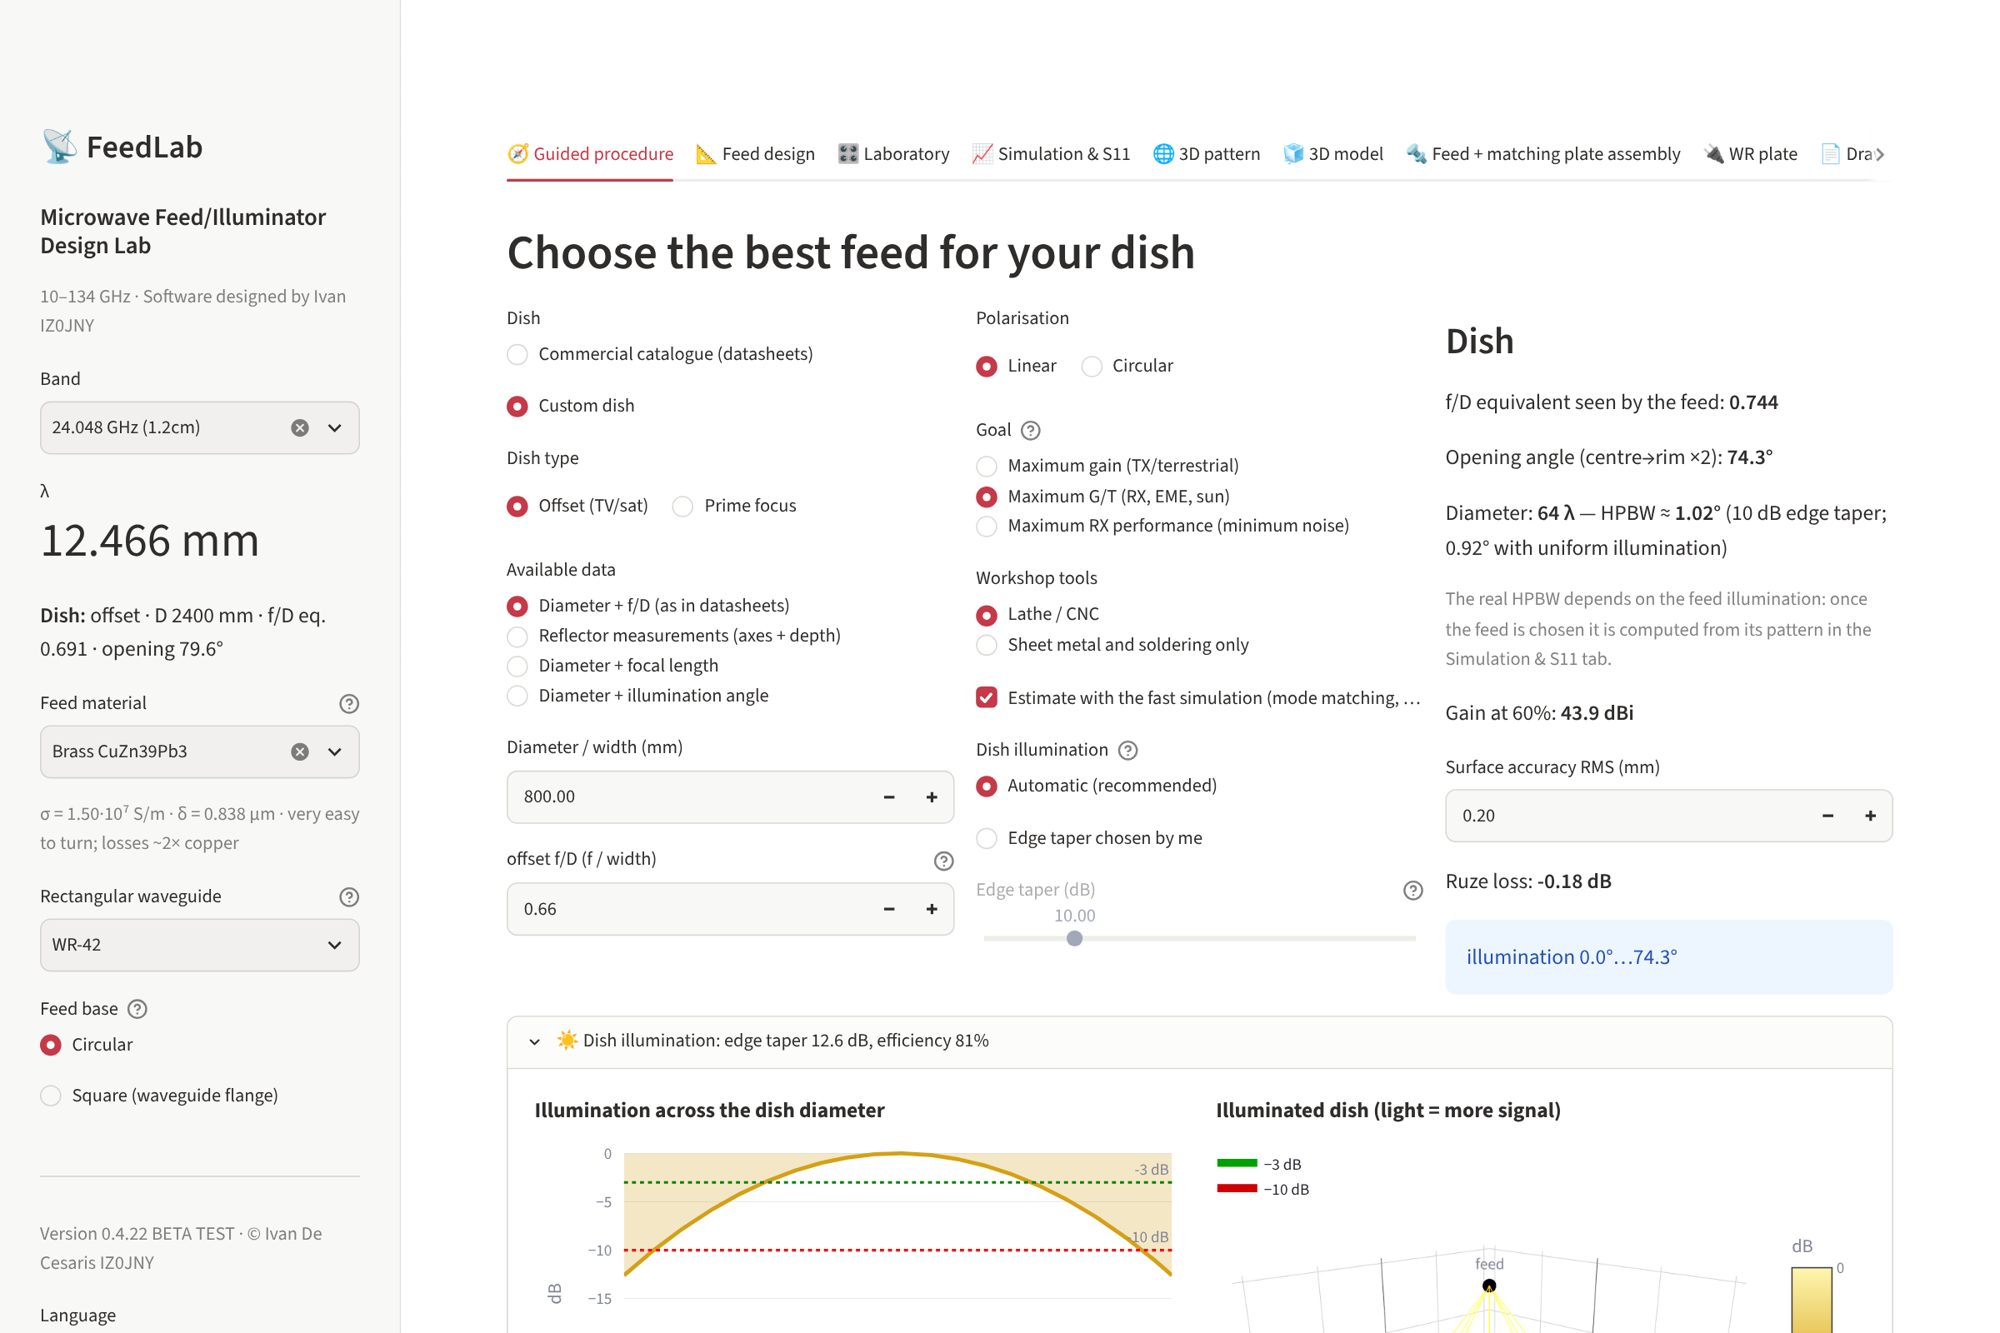 📡 FeedLab
Microwave Feed/Illuminator
Design Lab
10–134 GHz · Software designed by Ivan
IZ0JNY
Band
24.048 GHz (1.2cm)
λ
12.466 mm
Dish: offset · D 2400 mm · f/D eq.
0.691 · opening 79.6°
Feed material
Brass CuZn39Pb3
σ = 1.50·10⁷ S/m · δ = 0.838 µm · very easy
to turn; losses ~2× copper
Rectangular waveguide
WR-42
Feed base
Circular
Square (waveguide flange)
Version 0.4.22 BETA TEST · © Ivan De
Cesaris IZ0JNY
Language
🧭 Guided procedure
📐 Feed design
🎛️ Laboratory
📈 Simulation & S11
🌐 3D pattern
🧊 3D model
🔩 Feed + matching plate assembly
🔌 WR plate
📄 Dra
Choose the best feed for your dish
Dish
Commercial catalogue (datasheets)
Custom dish
Dish type
Offset (TV/sat)
Prime focus
Available data
Diameter + f/D (as in datasheets)
Reflector measurements (axes + depth)
Diameter + focal length
Diameter + illumination angle
Diameter / width (mm)
800.00
offset f/D (f / width)
0.66
Polarisation
Linear
Circular
Goal
Maximum gain (TX/terrestrial)
Maximum G/T (RX, EME, sun)
Maximum RX performance (minimum noise)
Workshop tools
Lathe / CNC
Sheet metal and soldering only
Estimate with the fast simulation (mode matching, …
Dish illumination
Automatic (recommended)
Edge taper chosen by me
Edge taper (dB)
10.00
Dish
f/D equivalent seen by the feed: 0.744
Opening angle (centre→rim ×2): 74.3°
Diameter: 64 λ — HPBW ≈ 1.02° (10 dB edge taper;
0.92° with uniform illumination)
The real HPBW depends on the feed illumination: once
the feed is chosen it is computed from its pattern in the
Simulation & S11 tab.
Gain at 60%: 43.9 dBi
Surface accuracy RMS (mm)
0.20
Ruze loss: -0.18 dB
illumination 0.0°…74.3°
☀️ Dish illumination: edge taper 12.6 dB, efficiency 81%
Illumination across the dish diameter
0
−5
−10
−15
dB
-3 dB
-10 dB
Illuminated dish (light = more signal)
−3 dB
−10 dB
feed
dB
0